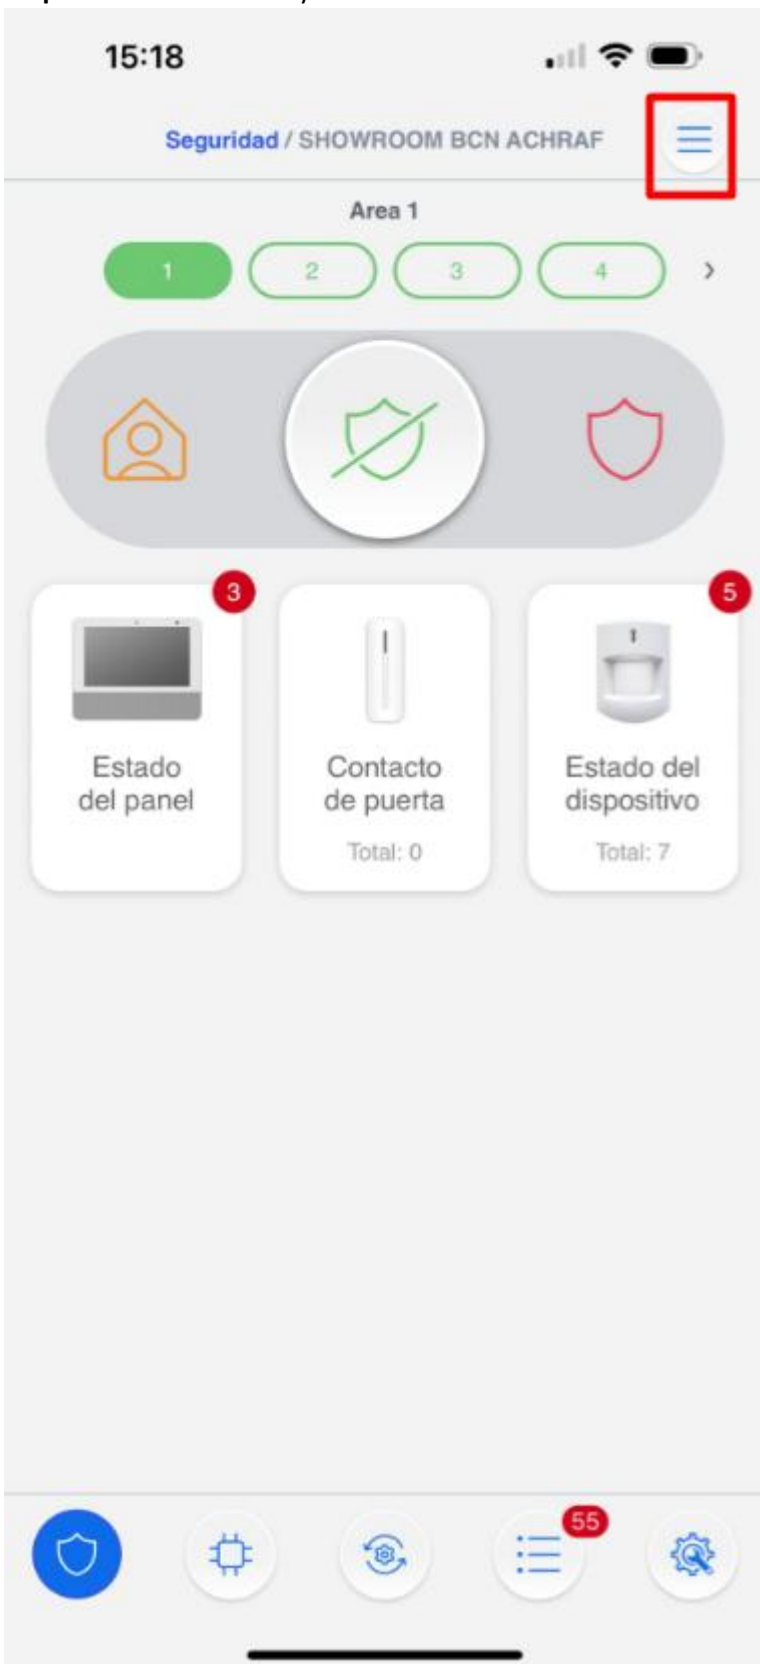 15:18
Seguridad / SHOWROOM BCN ACHRAF
Area 1
1 2 3 4
3
5
Estado
del panel
Contacto
de puerta
Total: 0
Estado del
dispositivo
Total: 7
55